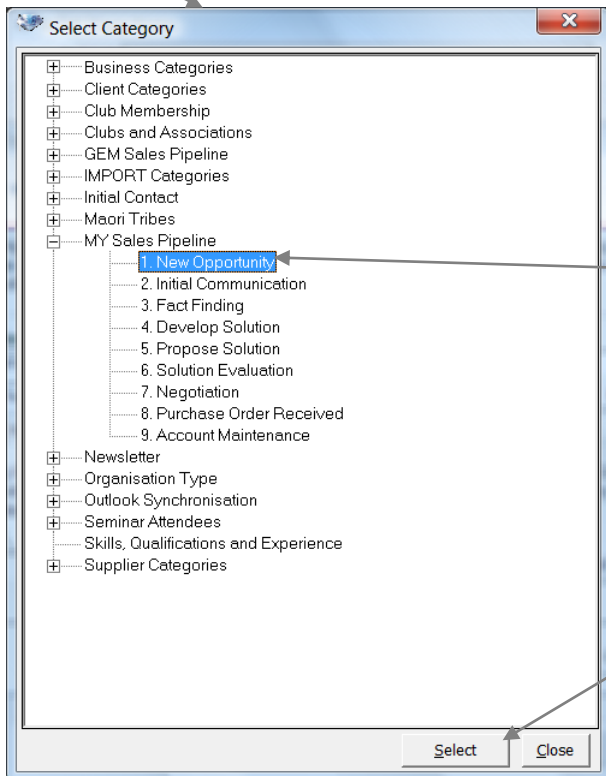 Select Category
Business Categories
Client Categories
Club Membership
Clubs and Associations
GEM Sales Pipeline
IMPORT Categories
Initial Contact
Maori Tribes
MY Sales Pipeline
1. New Opportunity
2. Initial Communication
3. Fact Finding
4. Develop Solution
5. Propose Solution
6. Solution Evaluation
7. Negotiation
8. Purchase Order Received
9. Account Maintenance
Newsletter
Organisation Type
Outlook Synchronisation
Seminar Attendees
Skills, Qualifications and Experience
Supplier Categories
Select Close